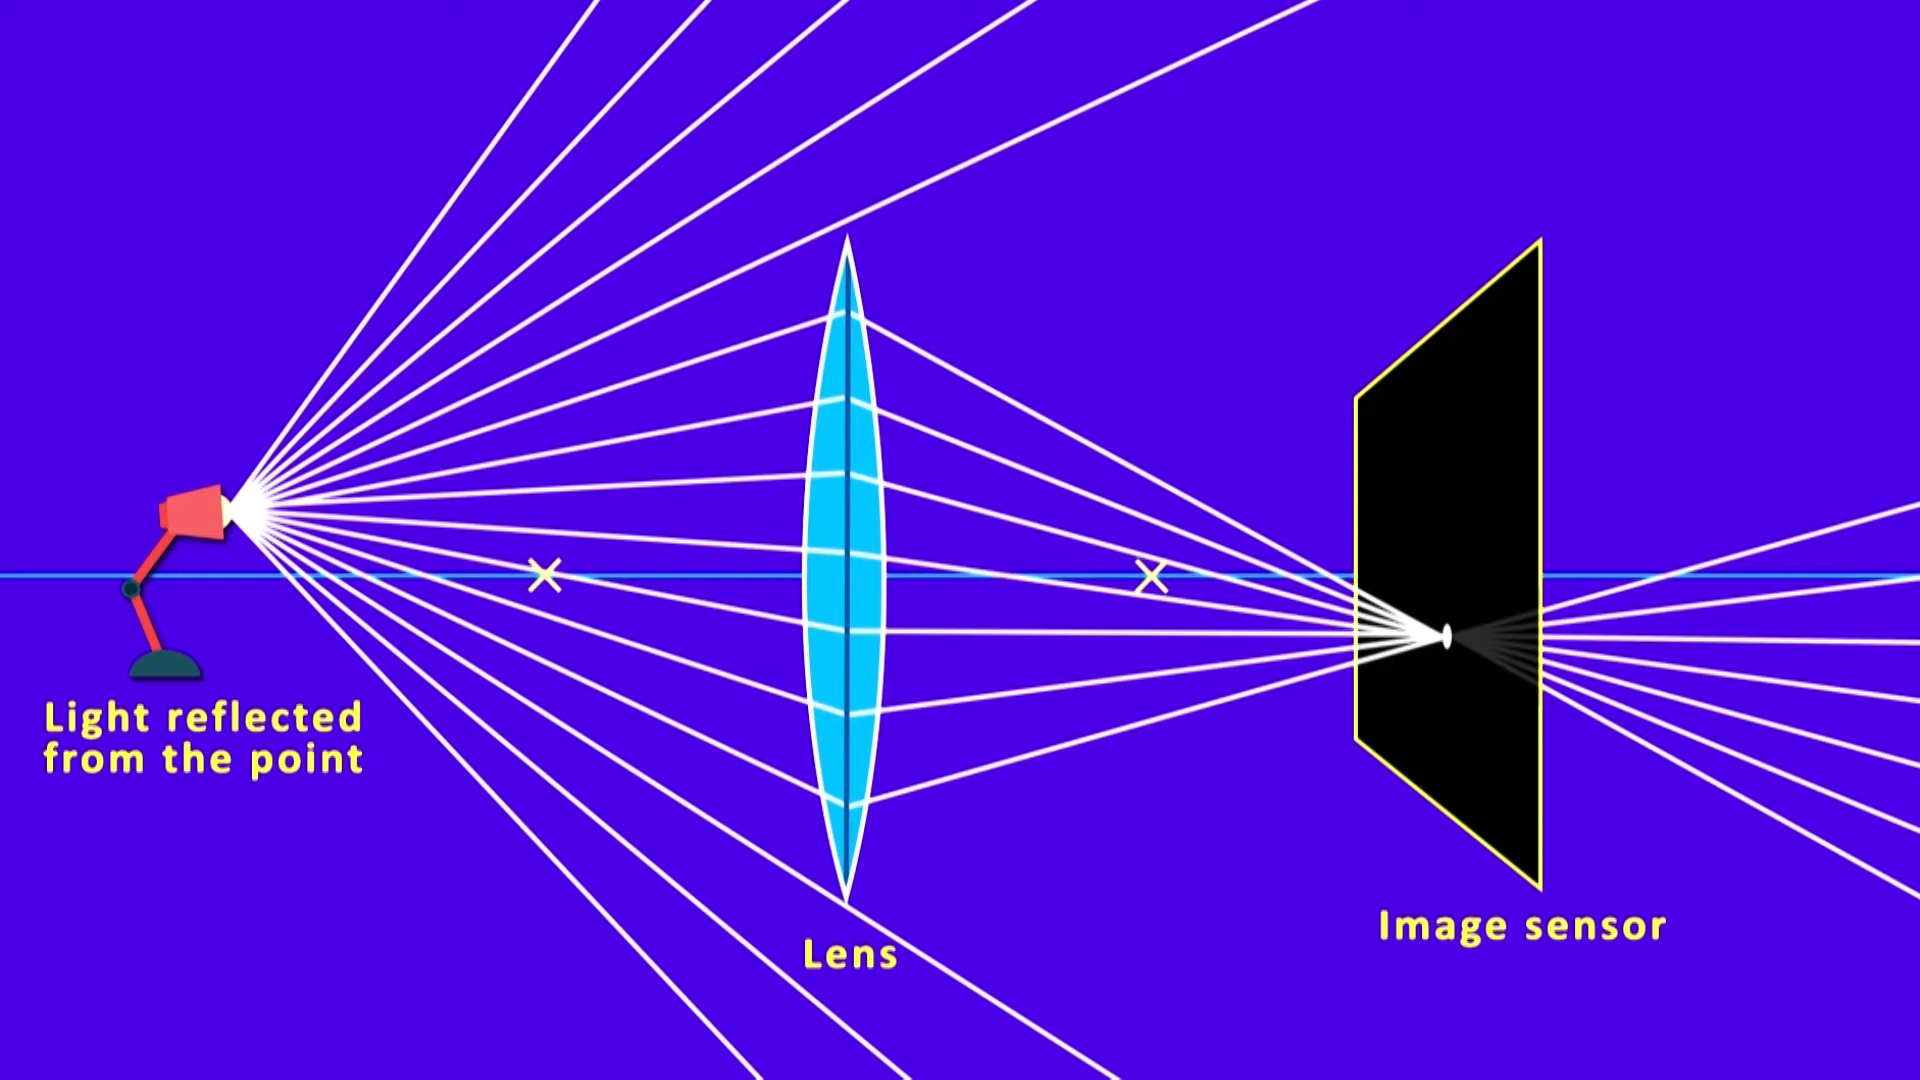 Light reflected
from the point
Lens
Image sensor